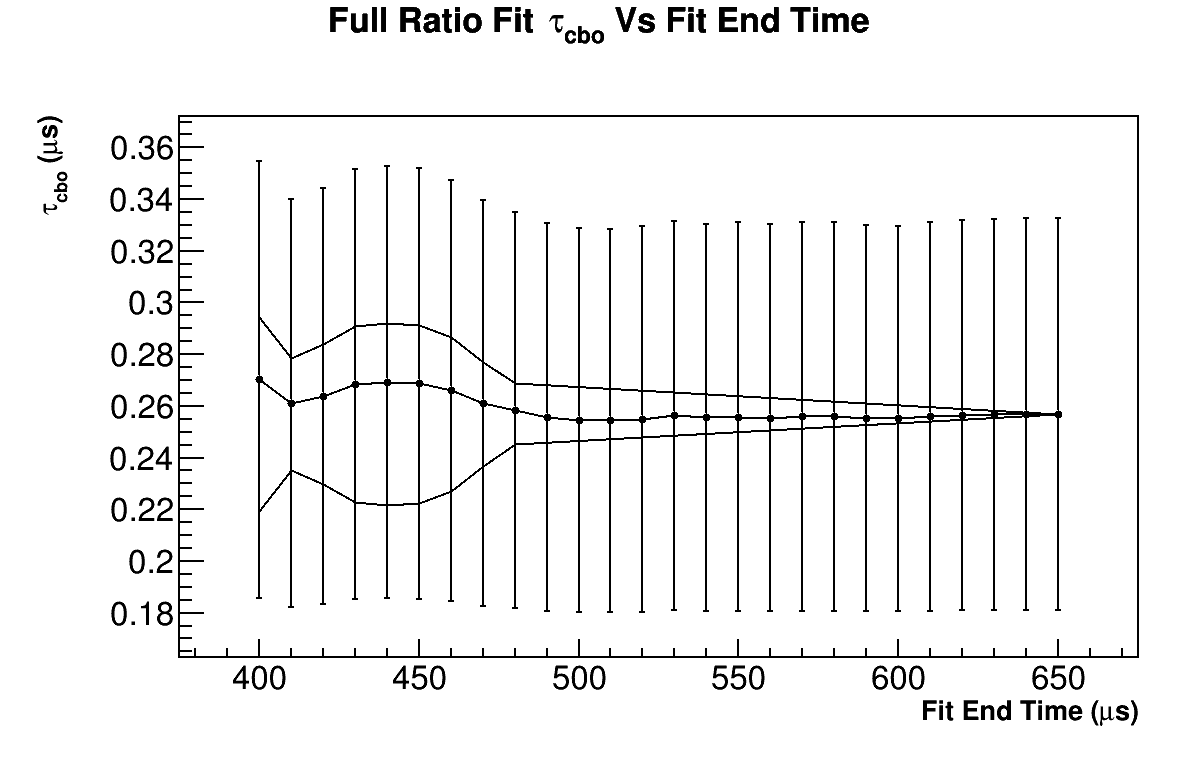 Full Ratio Fit τcbo Vs Fit End Time
τcbo (μs)
0.36
0.34
0.32
0.3
0.28
0.26
0.24
0.22
0.2
0.18
400 450 500 550 600 650
Fit End Time (μs)